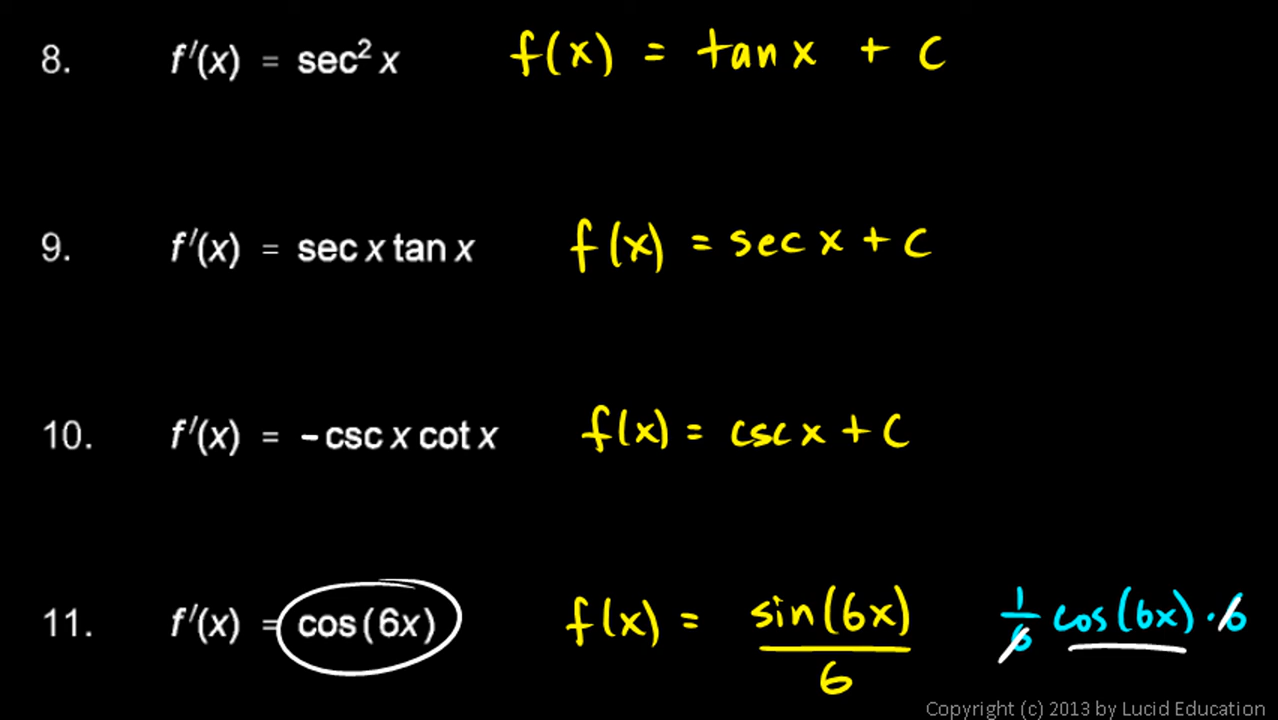 8. f'(x) = sec² x f(x) = tan x + C
9. f'(x) = sec x tan x f(x) = sec x + C
10. f'(x) = -csc x cot x f(x) = csc x + C
11. f'(x) = cos(6x) f(x) = sin(6x)/6 1/6 cos(6x) · 6
Copyright (c) 2013 by Lucid Education